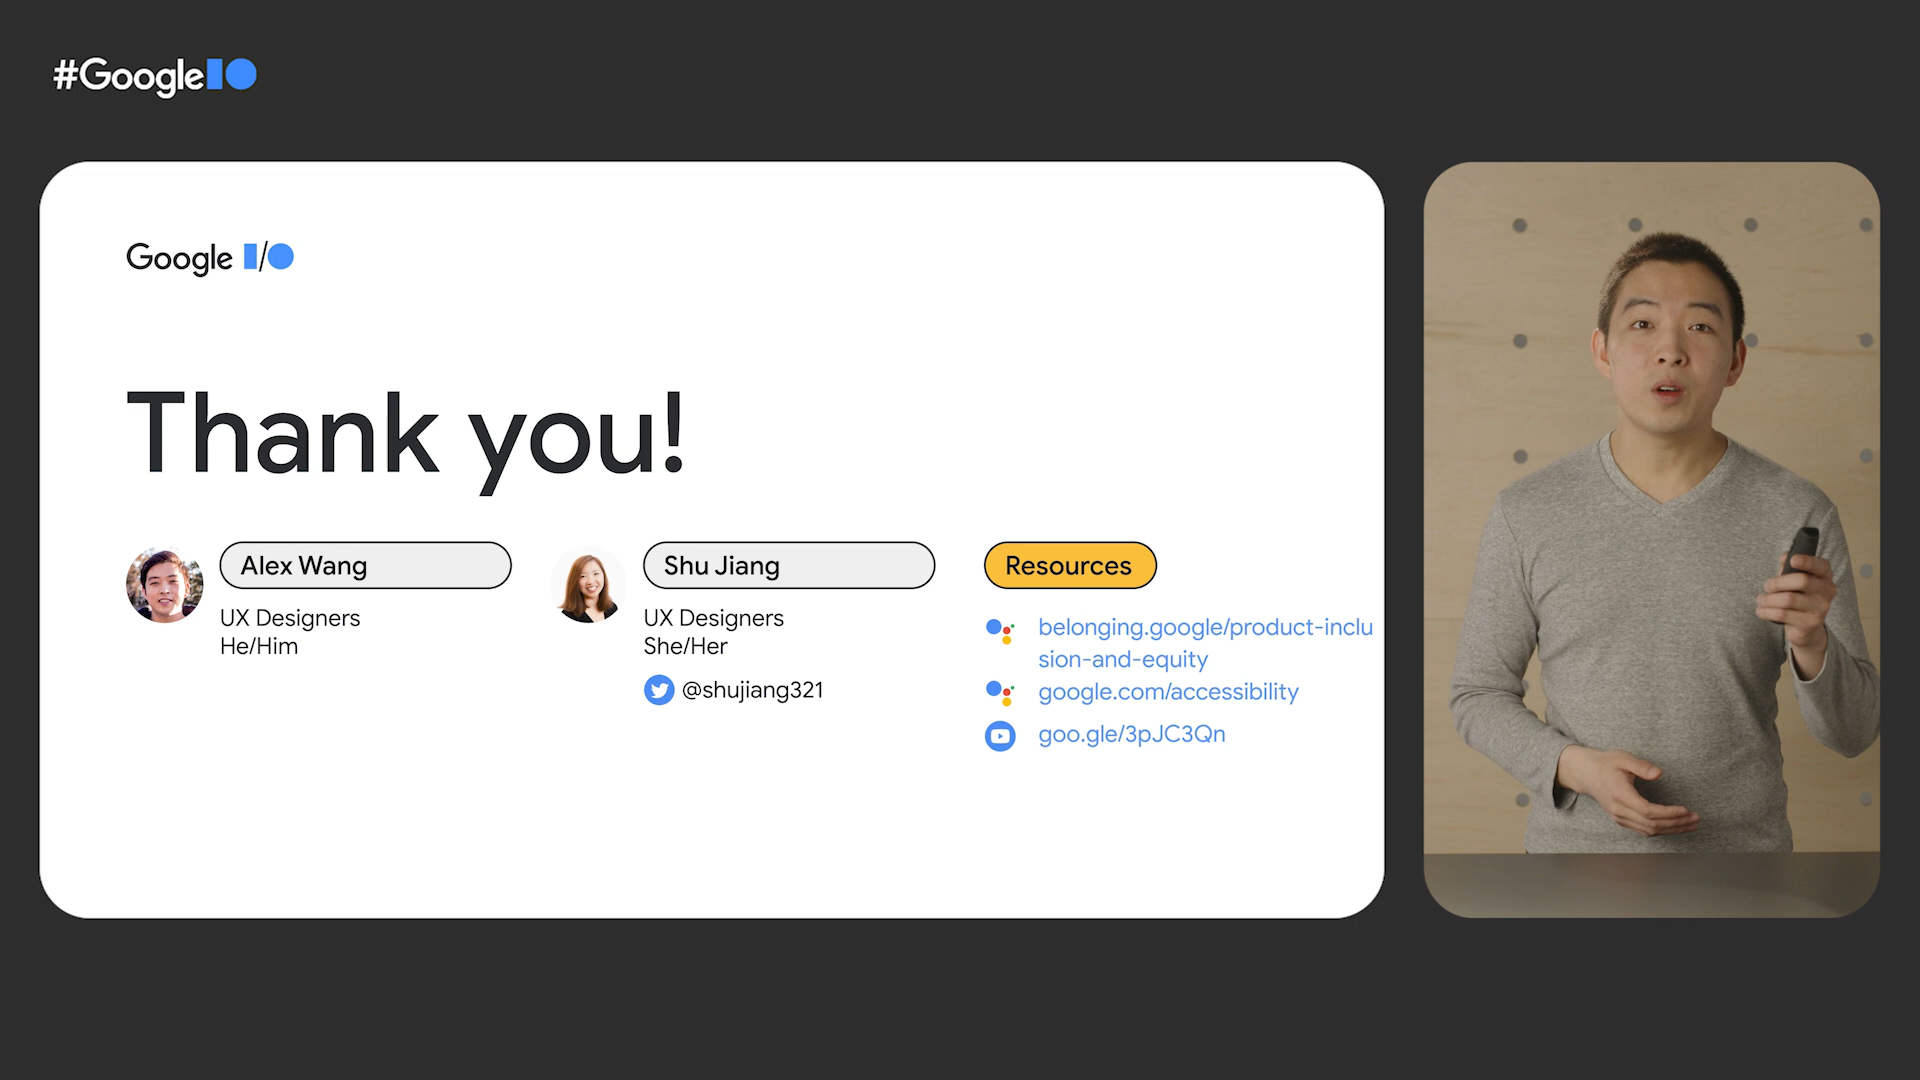 #GoogleIO
Google I/O
Thank you!
Alex Wang
UX Designers
He/Him
Shu Jiang
UX Designers
She/Her
@shujiang321
Resources
belonging.google/product-inclu
sion-and-equity
google.com/accessibility
goo.gle/3pJC3Qn